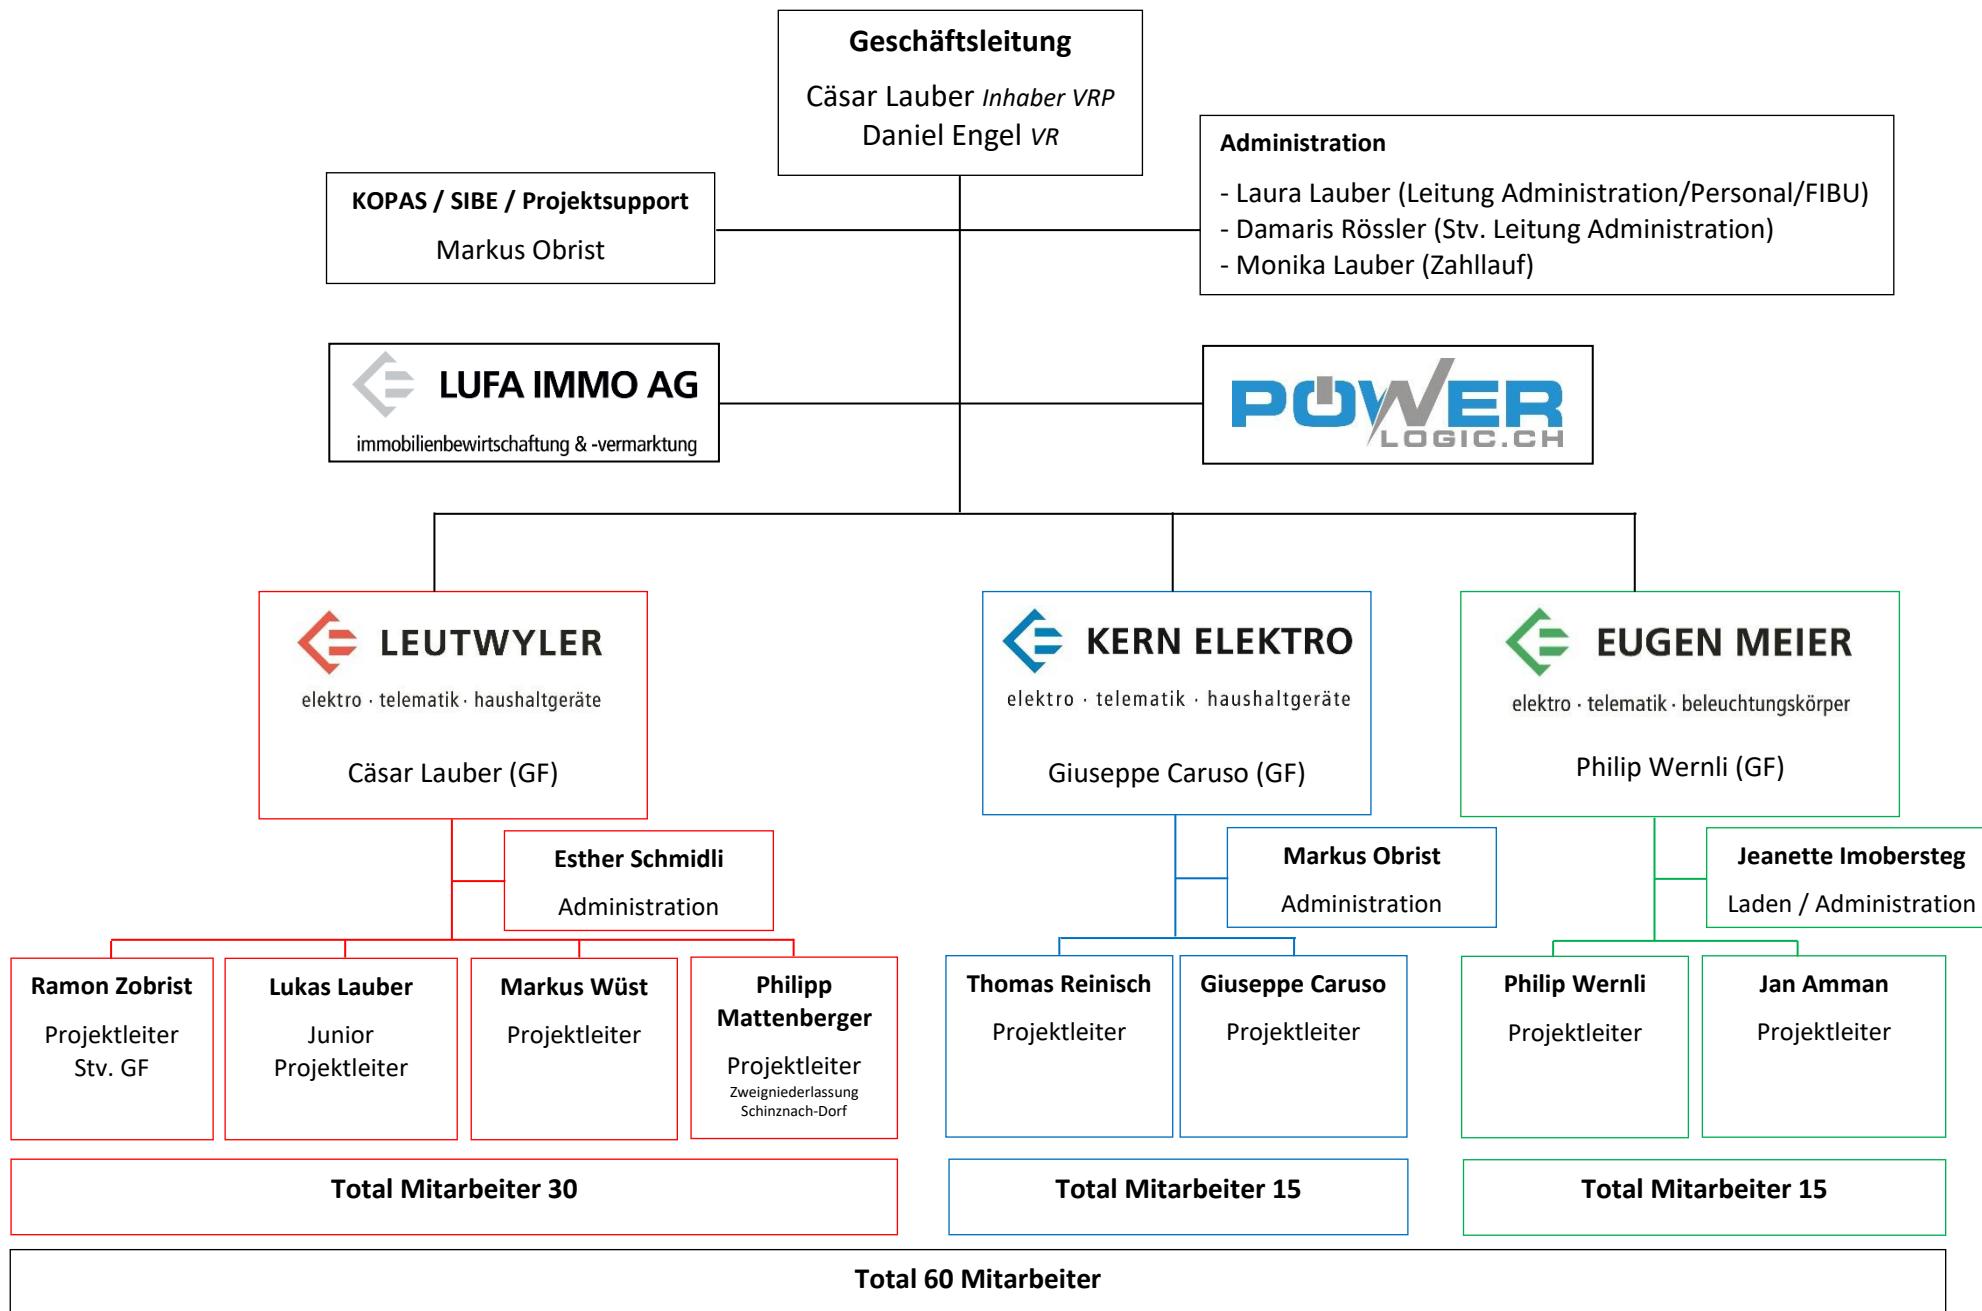 Geschäftsleitung
Cäsar Lauber Inhaber VRP
Daniel Engel VR
KOPAS / SIBE / Projektsupport
Markus Obrist
Administration
- Laura Lauber (Leitung Administration/Personal/FIBU)
- Damaris Rössler (Stv. Leitung Administration)
- Monika Lauber (Zahllauf)
LUFA IMMO AG
immobilienbewirtschaftung & -vermarktung
POWER
LOGIC.CH
LEUTWYLER
elektro · telematik · haushaltgeräte
Cäsar Lauber (GF)
KERN ELEKTRO
elektro · telematik · haushaltgeräte
Giuseppe Caruso (GF)
EUGEN MEIER
elektro · telematik · beleuchtungskörper
Philip Wernli (GF)
Esther Schmidli
Administration
Markus Obrist
Administration
Jeanette Imobersteg
Laden / Administration
Ramon Zobrist
Projektleiter
Stv. GF
Lukas Lauber
Junior
Projektleiter
Markus Wüst
Projektleiter
Philipp
Mattenberger
Projektleiter
Zweigniederlassung
Schinznach-Dorf
Thomas Reinisch
Projektleiter
Giuseppe Caruso
Projektleiter
Philip Wernli
Projektleiter
Jan Amman
Projektleiter
Total Mitarbeiter 30
Total Mitarbeiter 15
Total Mitarbeiter 15
Total 60 Mitarbeiter